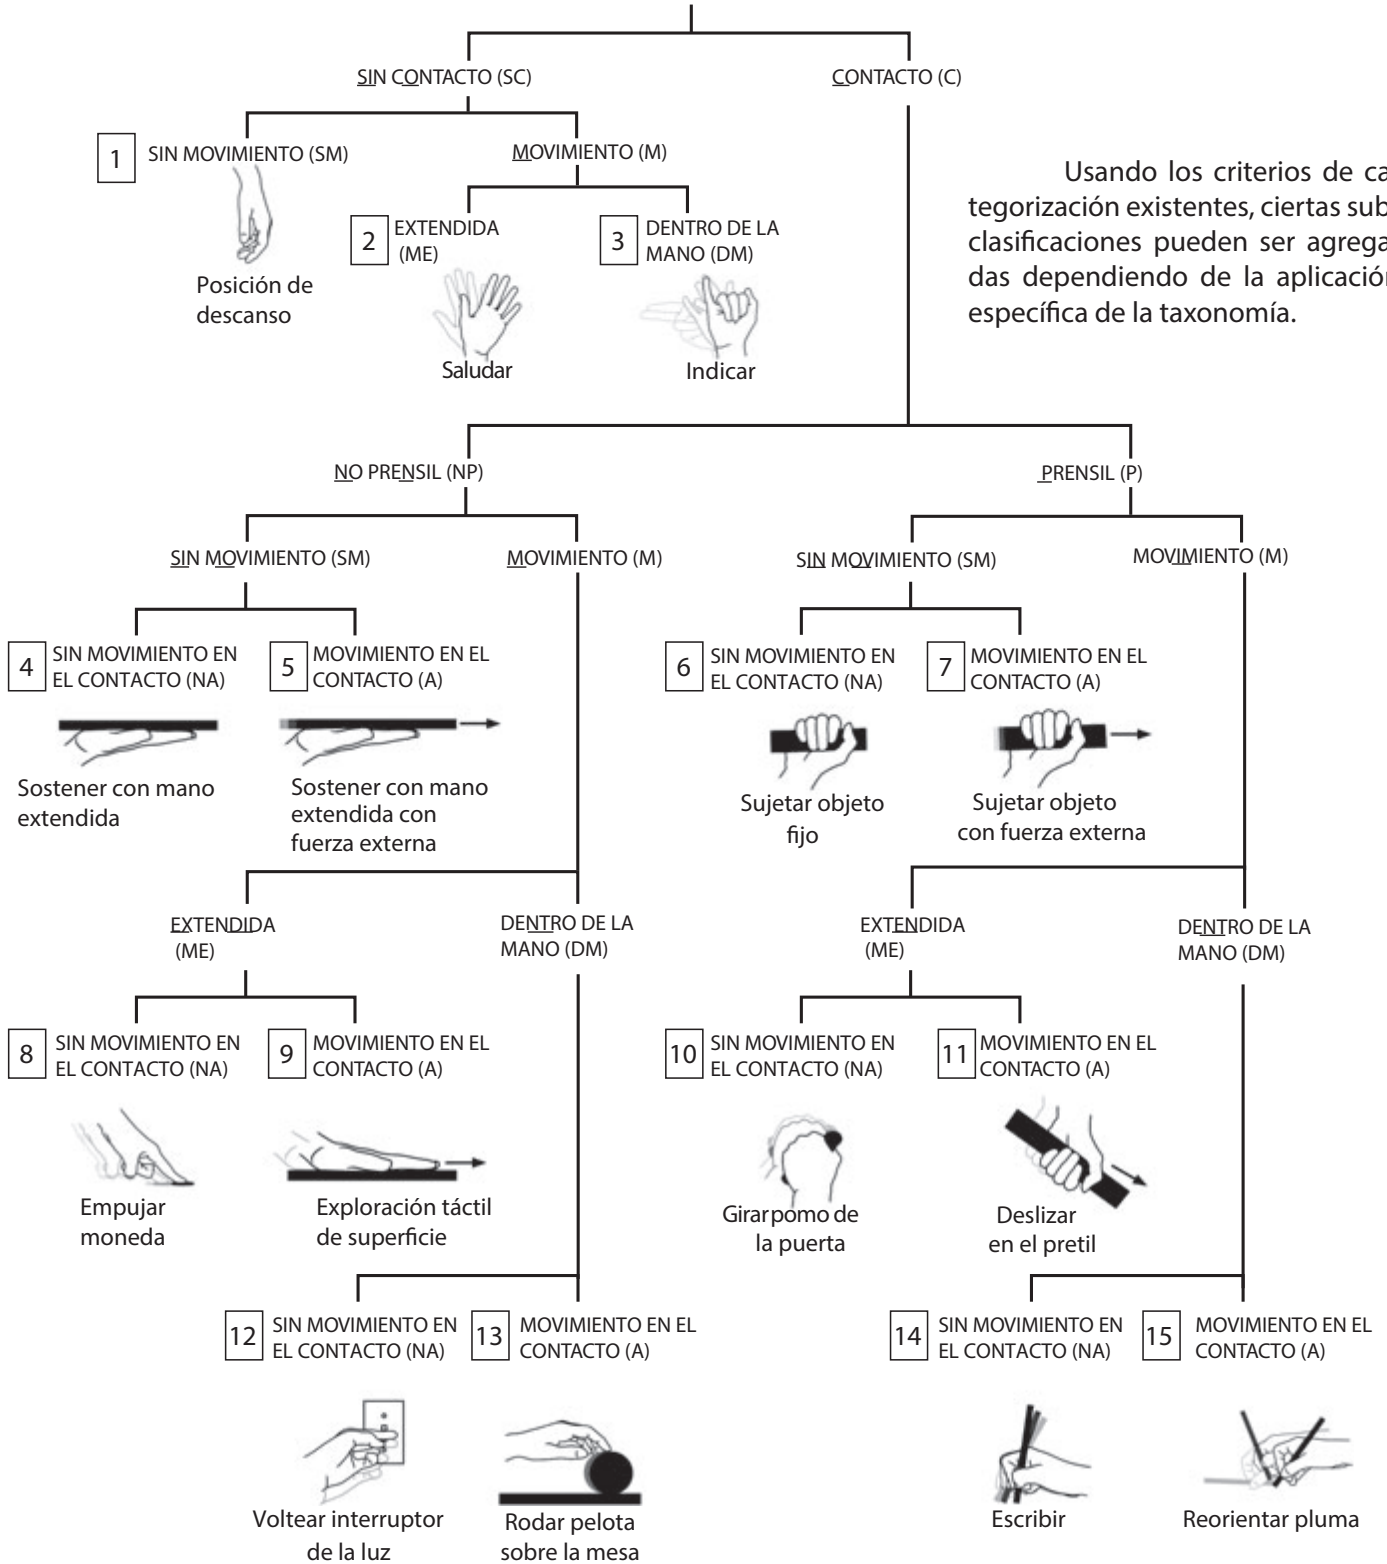 SIN CONTACTO (SC)
CONTACTO (C)
1
SIN MOVIMIENTO (SM)
MOVIMIENTO (M)
Posición de
descanso
2
EXTENDIDA
(ME)
Saludar
3
DENTRO DE LA
MANO (DM)
Indicar
Usando los criterios de ca
tegorización existentes, ciertas sub
clasificaciones pueden ser agrega
das dependiendo de la aplicación
específica de la taxonomía.
NO PRENSIL (NP)
PRENSIL (P)
SIN MOVIMIENTO (SM)
MOVIMIENTO (M)
SIN MOVIMIENTO (SM)
MOVIMIENTO (M)
4
SIN MOVIMIENTO EN
EL CONTACTO (NA)
Sostener con mano
extendida
5
MOVIMIENTO EN EL
CONTACTO (A)
Sostener con mano
extendida con
fuerza externa
6
SIN MOVIMIENTO EN
EL CONTACTO (NA)
Sujetar objeto
fijo
7
MOVIMIENTO EN EL
CONTACTO (A)
Sujetar objeto
con fuerza externa
EXTENDIDA
(ME)
DENTRO DE LA
MANO (DM)
EXTENDIDA
(ME)
DENTRO DE LA
MANO (DM)
8
SIN MOVIMIENTO EN
EL CONTACTO (NA)
Empujar
moneda
9
MOVIMIENTO EN EL
CONTACTO (A)
Exploración táctil
de superficie
10
SIN MOVIMIENTO EN
EL CONTACTO (NA)
Girarpomo de
la puerta
11
MOVIMIENTO EN EL
CONTACTO (A)
Deslizar
en el pretil
12
SIN MOVIMIENTO EN
EL CONTACTO (NA)
Voltear interruptor
de la luz
13
MOVIMIENTO EN EL
CONTACTO (A)
Rodar pelota
sobre la mesa
14
SIN MOVIMIENTO EN
EL CONTACTO (NA)
Escribir
15
MOVIMIENTO EN EL
CONTACTO (A)
Reorientar pluma